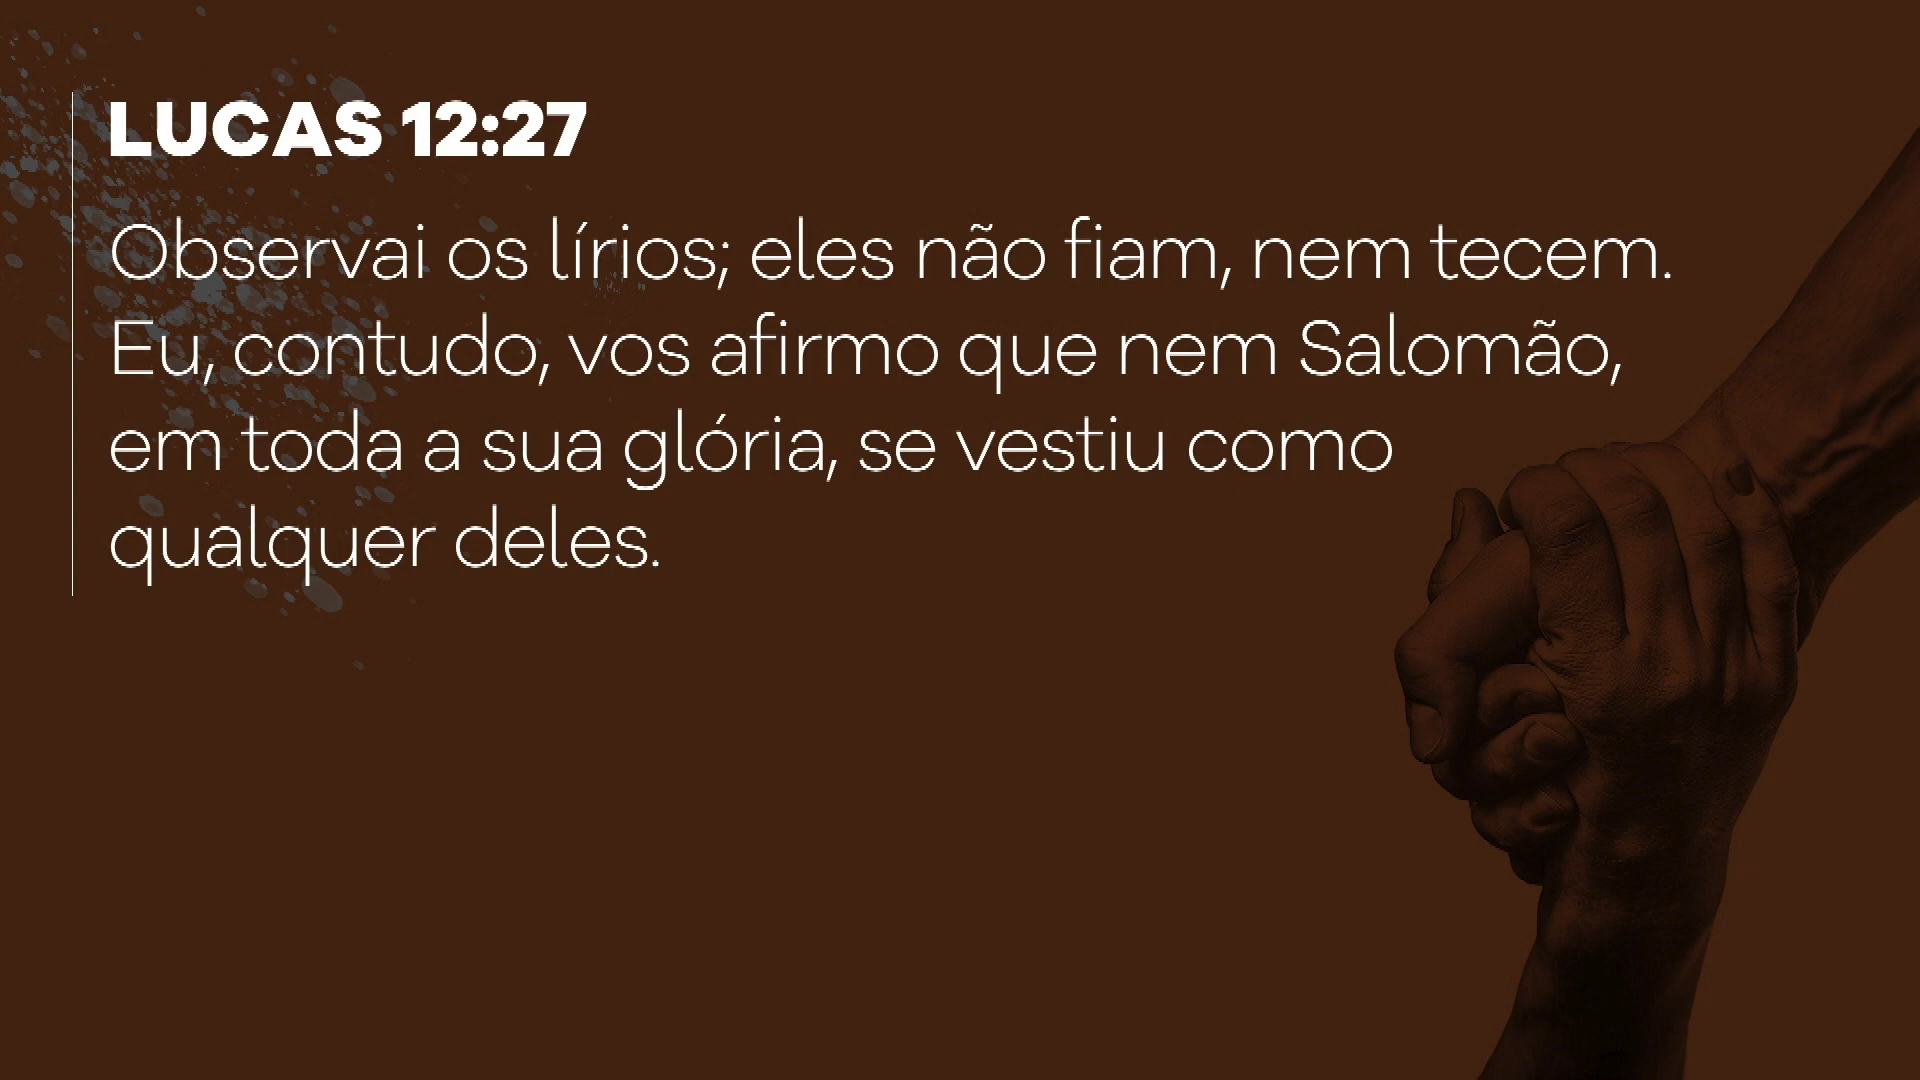 LUCAS 12:27
Observai os lírios; eles não fiam, nem tecem.
Eu, contudo, vos afirmo que nem Salomão,
em toda a sua glória, se vestiu como
qualquer deles.